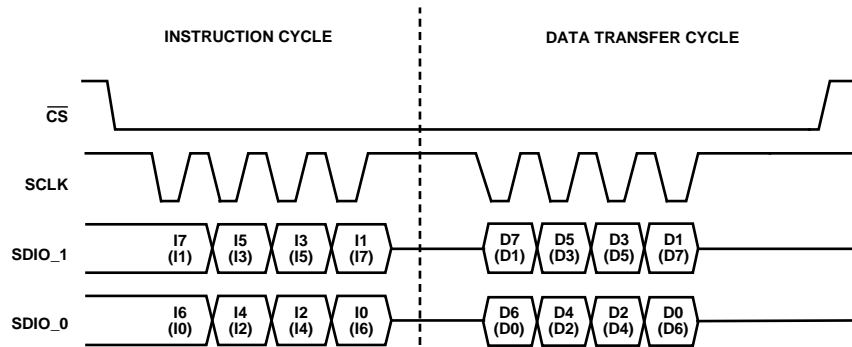 INSTRUCTION CYCLE DATA TRANSFER CYCLE
CS
SCLK
SDIO_1
I7 I5 I3 I1 D7 D5 D3 D1
(I1) (I3) (I5) (I7) (D1) (D3) (D5) (D7)
SDIO_0
I6 I4 I2 I0 D6 D4 D2 D0
(I0) (I2) (I4) (I6) (D0) (D2) (D4) (D6)